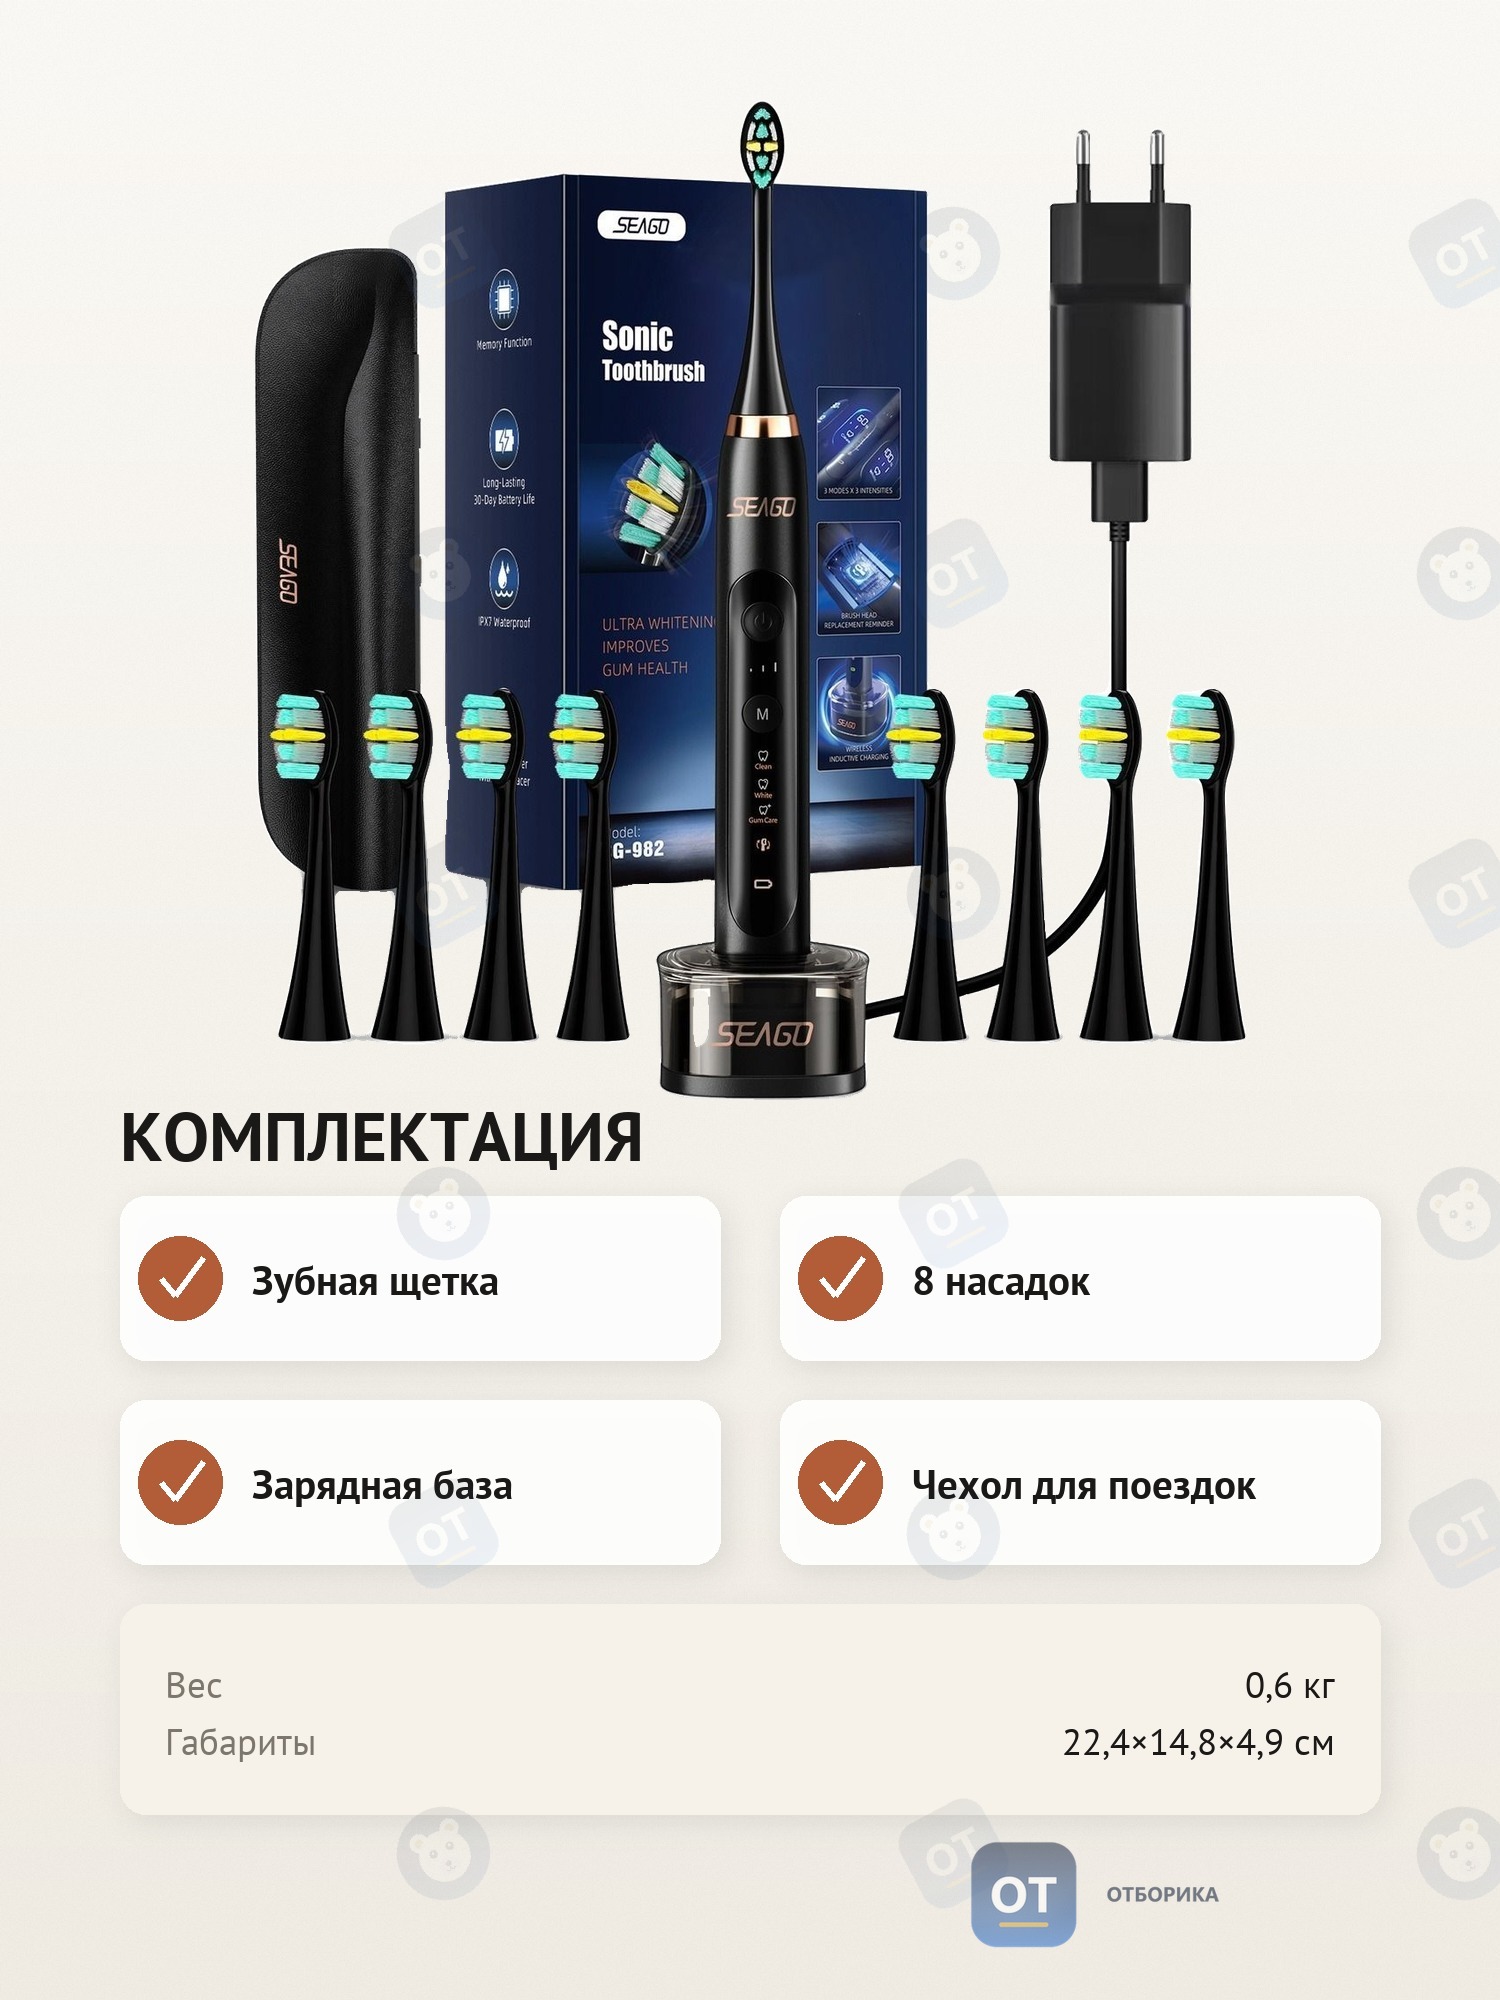 SEAGO
Memory Function
Long-Lasting
30-Day Battery Life
IPX7 Waterproof
Sonic
Toothbrush
ULTRA WHITENING
IMPROVES
GUM HEALTH
3 MODES X 3 INTENSITIES
BRUSH HEAD
REPLACEMENT REMINDER
SEAGO
WIRELESS
INDUCTIVE CHARGING
odel:
G-982
SEAGO
SEAGO
M
Clean
White
Gum Care
SEAGO
КОМПЛЕКТАЦИЯ
Зубная щетка
8 насадок
Зарядная база
Чехол для поездок
Вес 0,6 кг
Габариты 22,4×14,8×4,9 см
ОТ ОТБОРИКА